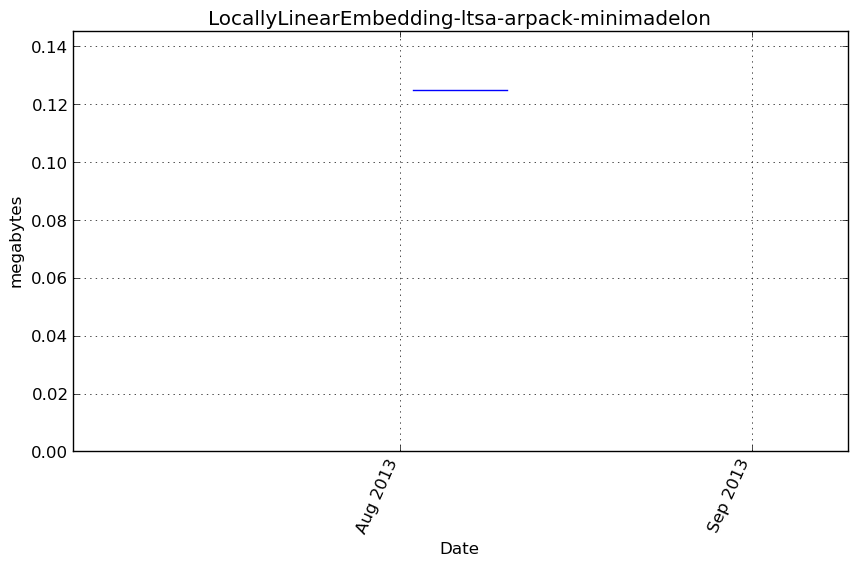 LocallyLinearEmbedding-ltsa-arpack-minimadelon
0.14
0.12
0.10
0.08
0.06
0.04
0.02
0.00
megabytes
Aug 2013
Sep 2013
Date